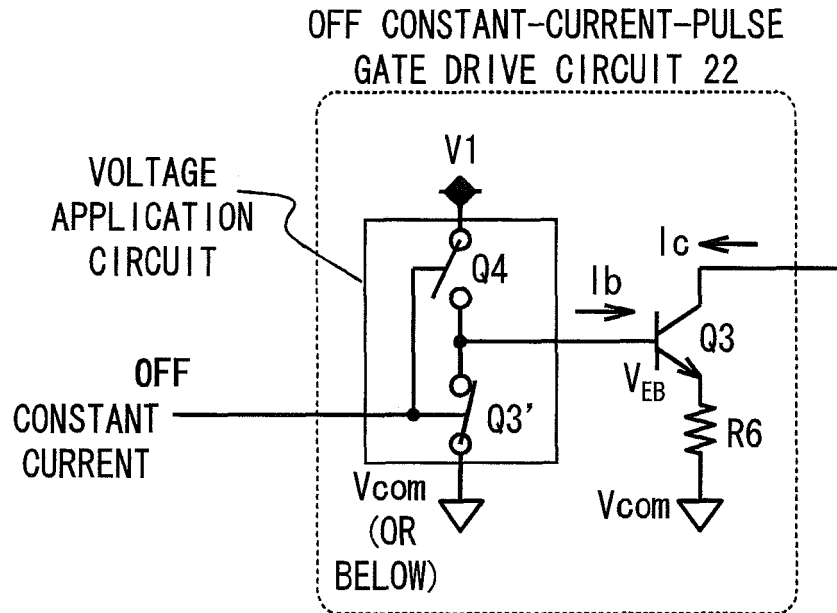 OFF CONSTANT-CURRENT-PULSE
GATE DRIVE CIRCUIT 22
VOLTAGE
APPLICATION
CIRCUIT
V1
Q4
Ic
Ib
Q3
VEB
OFF
CONSTANT
CURRENT
Q3'
R6
Vcom
(OR
BELOW)
Vcom